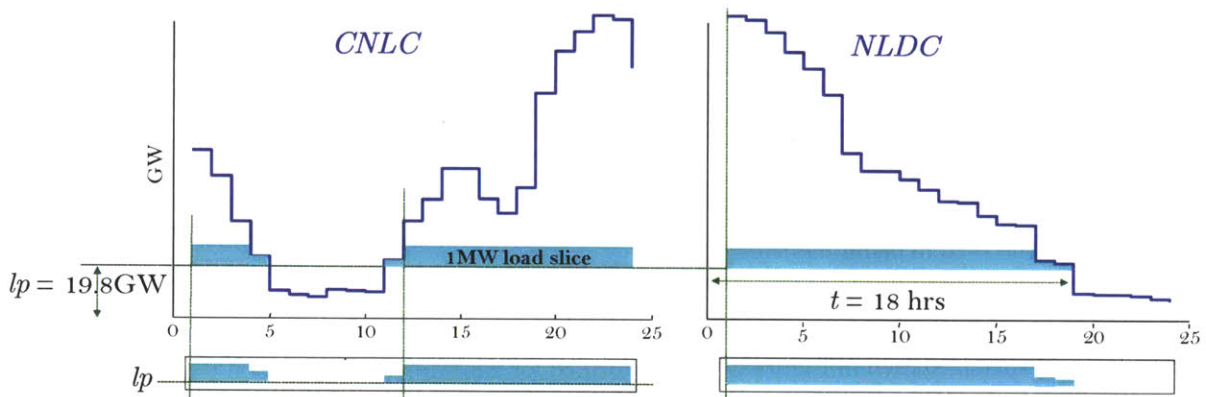 CNLC
NLDC
GW
1MW load slice
lp = 19.8GW
t = 18 hrs
0 5 10 15 20 25
0 5 10 15 20 25
lp